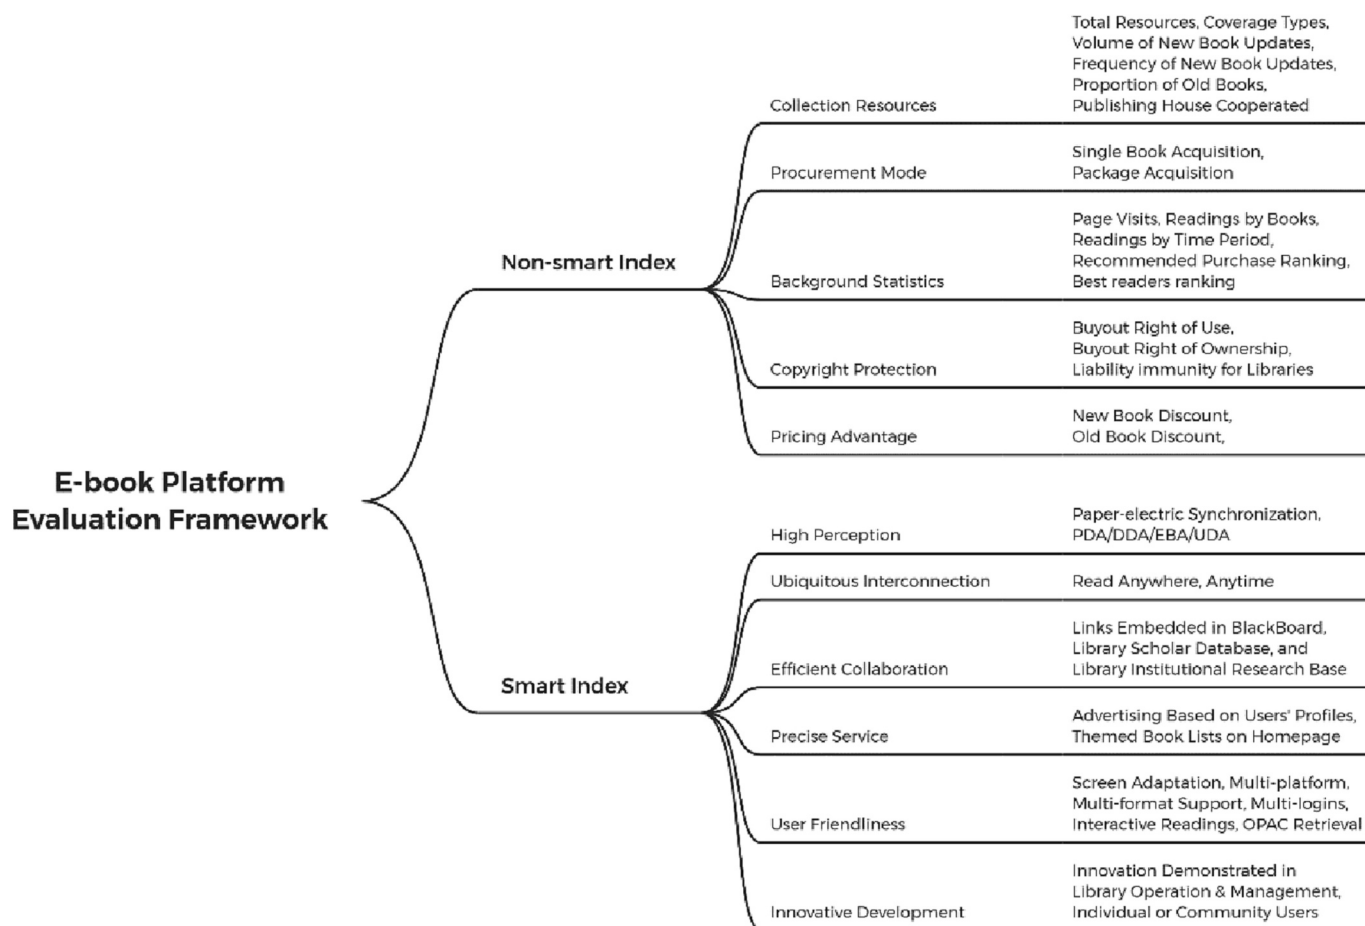 Total Resources, Coverage Types,
Volume of New Book Updates,
Frequency of New Book Updates,
Proportion of Old Books,
Collection Resources
Publishing House Cooperated
Single Book Acquisition,
Procurement Mode
Package Acquisition
Page Visits, Readings by Books,
Readings by Time Period,
Non-smart Index
Recommended Purchase Ranking,
Background Statistics
Best readers ranking
Buyout Right of Use,
Buyout Right of Ownership,
Copyright Protection
Liability immunity for Libraries
New Book Discount,
Pricing Advantage
Old Book Discount,
E-book Platform
Evaluation Framework
Paper-electric Synchronization,
High Perception
PDA/DDA/EBA/UDA
Ubiquitous Interconnection
Read Anywhere, Anytime
Links Embedded in BlackBoard,
Library Scholar Database, and
Efficient Collaboration
Library Institutional Research Base
Smart Index
Advertising Based on Users' Profiles,
Precise Service
Themed Book Lists on Homepage
Screen Adaptation, Multi-platform,
Multi-format Support, Multi-logins,
User Friendliness
Interactive Readings, OPAC Retrieval
Innovation Demonstrated in
Library Operation & Management,
Innovative Development
Individual or Community Users